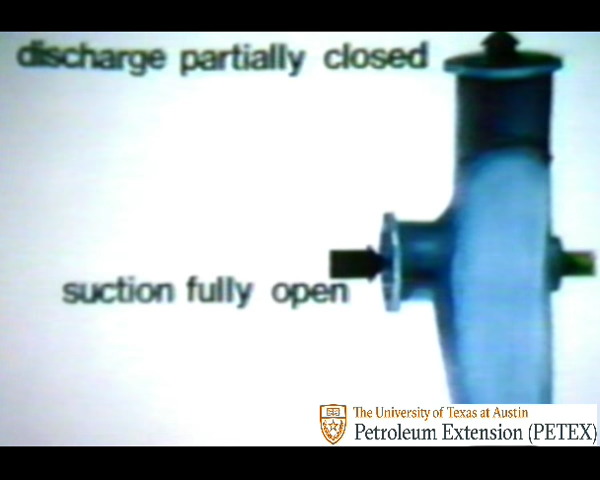 discharge partially closed
suction fully open
The University of Texas at Austin
Petroleum Extension (PETEX)